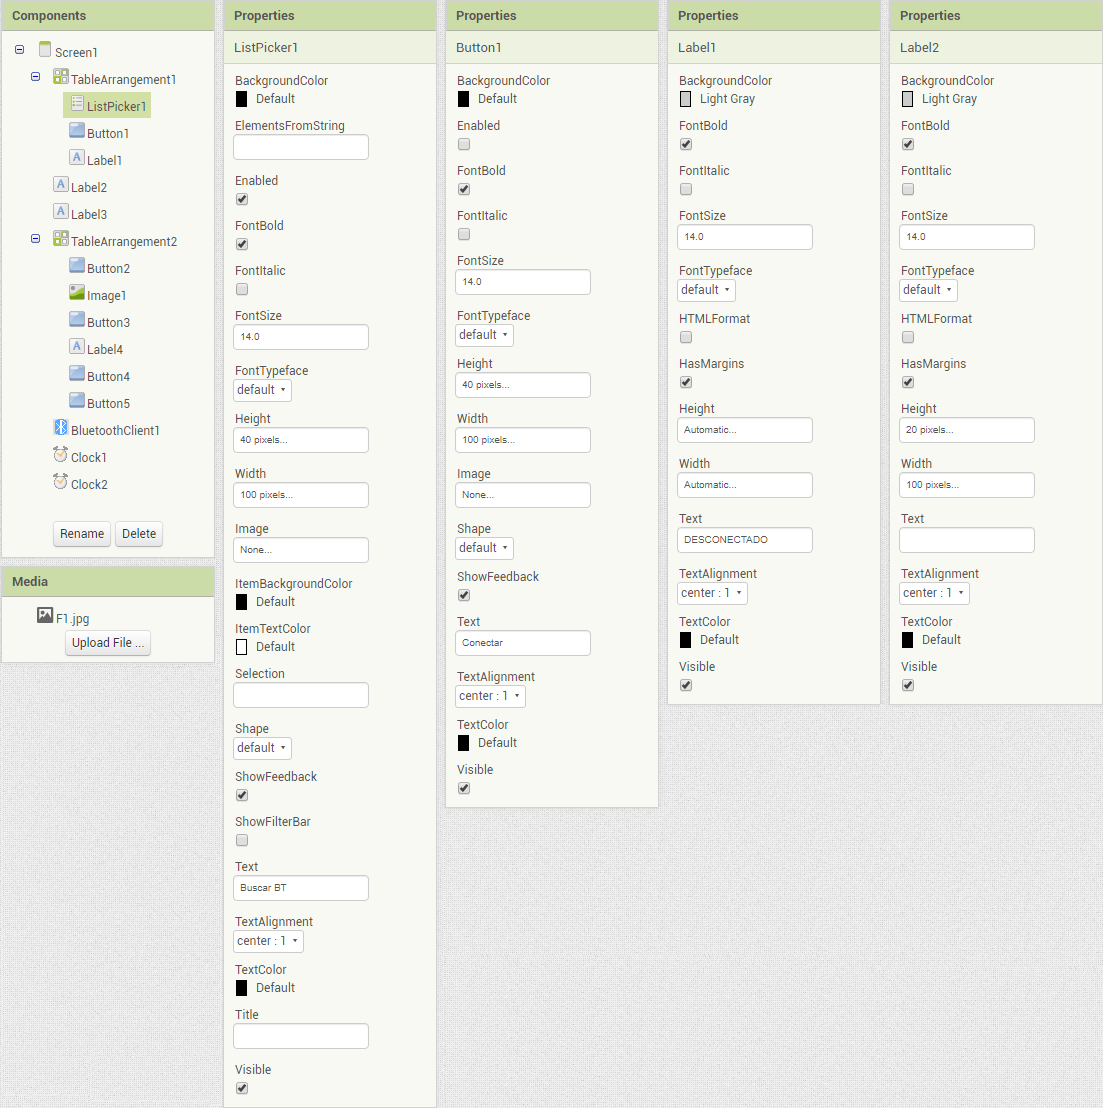 Components
Screen1
TableArrangement1
ListPicker1
Button1
Label1
Label2
Label3
TableArrangement2
Button2
Image1
Button3
Label4
Button4
Button5
BluetoothClient1
Clock1
Clock2
Rename
Delete
Media
F1.jpg
Upload File ...
Properties
ListPicker1
BackgroundColor
Default
ElementsFromString
Enabled
FontBold
FontItalic
FontSize
14.0
FontTypeface
default
Height
40 pixels...
Width
100 pixels...
Image
None...
ItemBackgroundColor
Default
ItemTextColor
Default
Selection
Shape
default
ShowFeedback
ShowFilterBar
Text
Buscar BT
TextAlignment
center : 1
TextColor
Default
Title
Visible
Properties
Button1
BackgroundColor
Default
Enabled
FontBold
FontItalic
FontSize
14.0
FontTypeface
default
Height
40 pixels...
Width
100 pixels...
Image
None...
Shape
default
ShowFeedback
Text
Conectar
TextAlignment
center : 1
TextColor
Default
Visible
Properties
Label1
BackgroundColor
Light Gray
FontBold
FontItalic
FontSize
14.0
FontTypeface
default
HTMLFormat
HasMargins
Height
Automatic...
Width
Automatic...
Text
DESCONECTADO
TextAlignment
center : 1
TextColor
Default
Visible
Properties
Label2
BackgroundColor
Light Gray
FontBold
FontItalic
FontSize
14.0
FontTypeface
default
HTMLFormat
HasMargins
Height
20 pixels...
Width
100 pixels...
Text
TextAlignment
center : 1
TextColor
Default
Visible